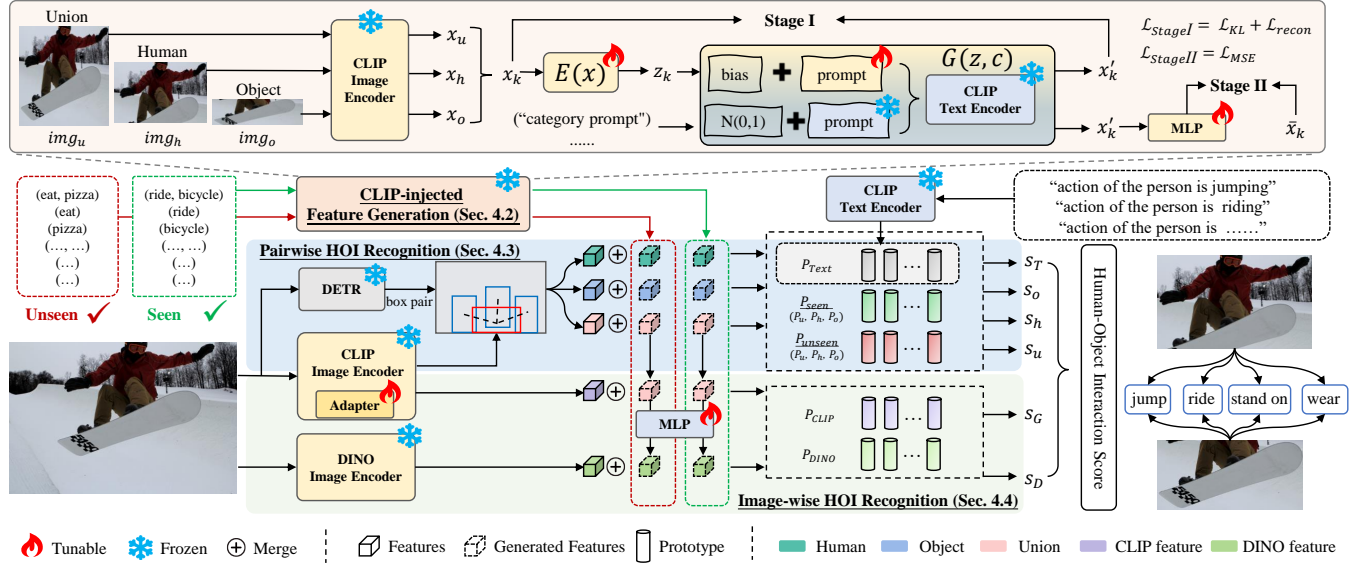 Union
Human
Object
img_u
img_h
img_o
CLIP
Image
Encoder
x_u
x_h
x_o
x_k
E(x)
z_k
("category prompt")
......
Stage I
bias
prompt
G(z, c)
N(0,1)
prompt
CLIP
Text Encoder
x'_k
x'_k
ℒ_StageI = ℒ_KL + ℒ_recon
ℒ_StageII = ℒ_MSE
Stage II
MLP
x̄_k
(eat, pizza)
(eat)
(pizza)
(..., ...)
(...)
(...)
Unseen
(ride, bicycle)
(ride)
(bicycle)
(..., ...)
(...)
(...)
Seen
CLIP-injected
Feature Generation (Sec. 4.2)
CLIP
Text Encoder
"action of the person is jumping"
"action of the person is riding"
"action of the person is ......"
Pairwise HOI Recognition (Sec. 4.3)
DETR
box pair
CLIP
Image Encoder
Adapter
DINO
Image Encoder
MLP
P_Text
P_seen
(P_u, P_h, P_o)
P_unseen
(P_u, P_h, P_o)
P_CLIP
P_DINO
s_T
s_o
s_h
s_u
s_G
s_D
Image-wise HOI Recognition (Sec. 4.4)
Human-Object Interaction Score
jump
ride
stand on
wear
Tunable
Frozen
Merge
Features
Generated Features
Prototype
Human
Object
Union
CLIP feature
DINO feature